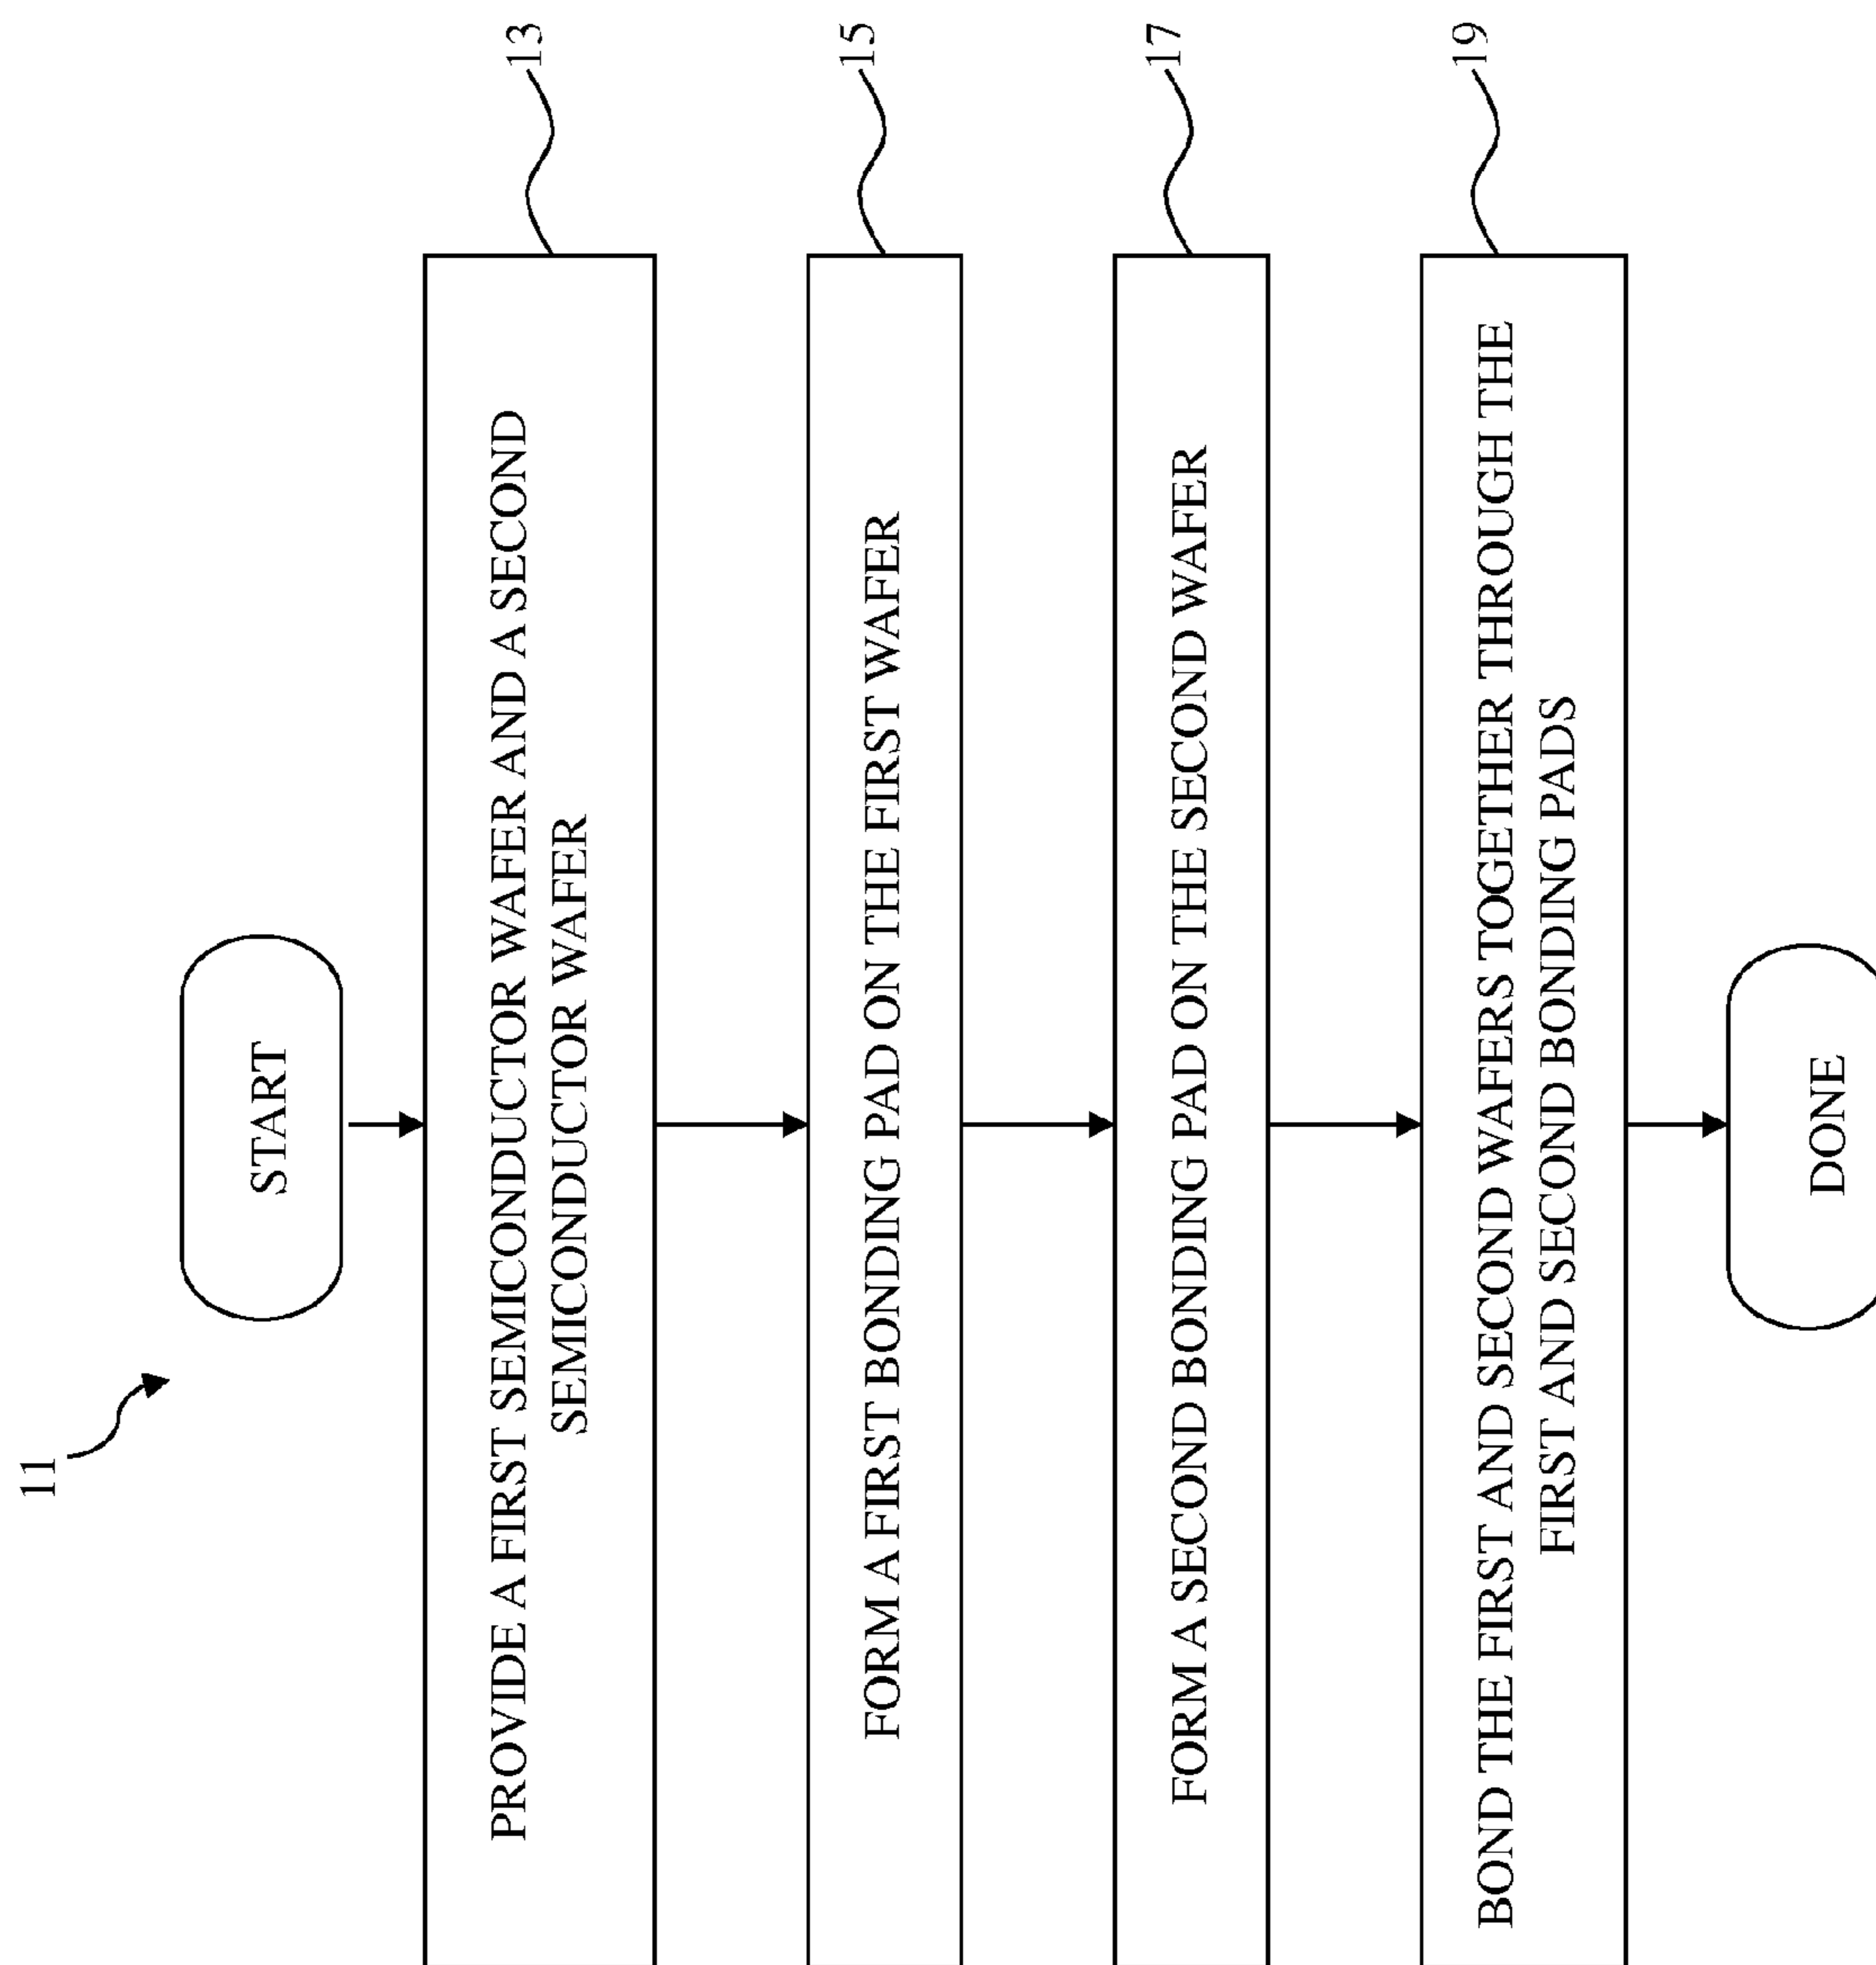 11
START
PROVIDE A FIRST SEMICONDUCTOR WAFER AND A SECOND
SEMICONDUCTOR WAFER
13
FORM A FIRST BONDING PAD ON THE FIRST WAFER
15
FORM A SECOND BONDING PAD ON THE SECOND WAFER
17
BOND THE FIRST AND SECOND WAFERS TOGETHER THROUGH THE
FIRST AND SECOND BONDING PADS
19
DONE